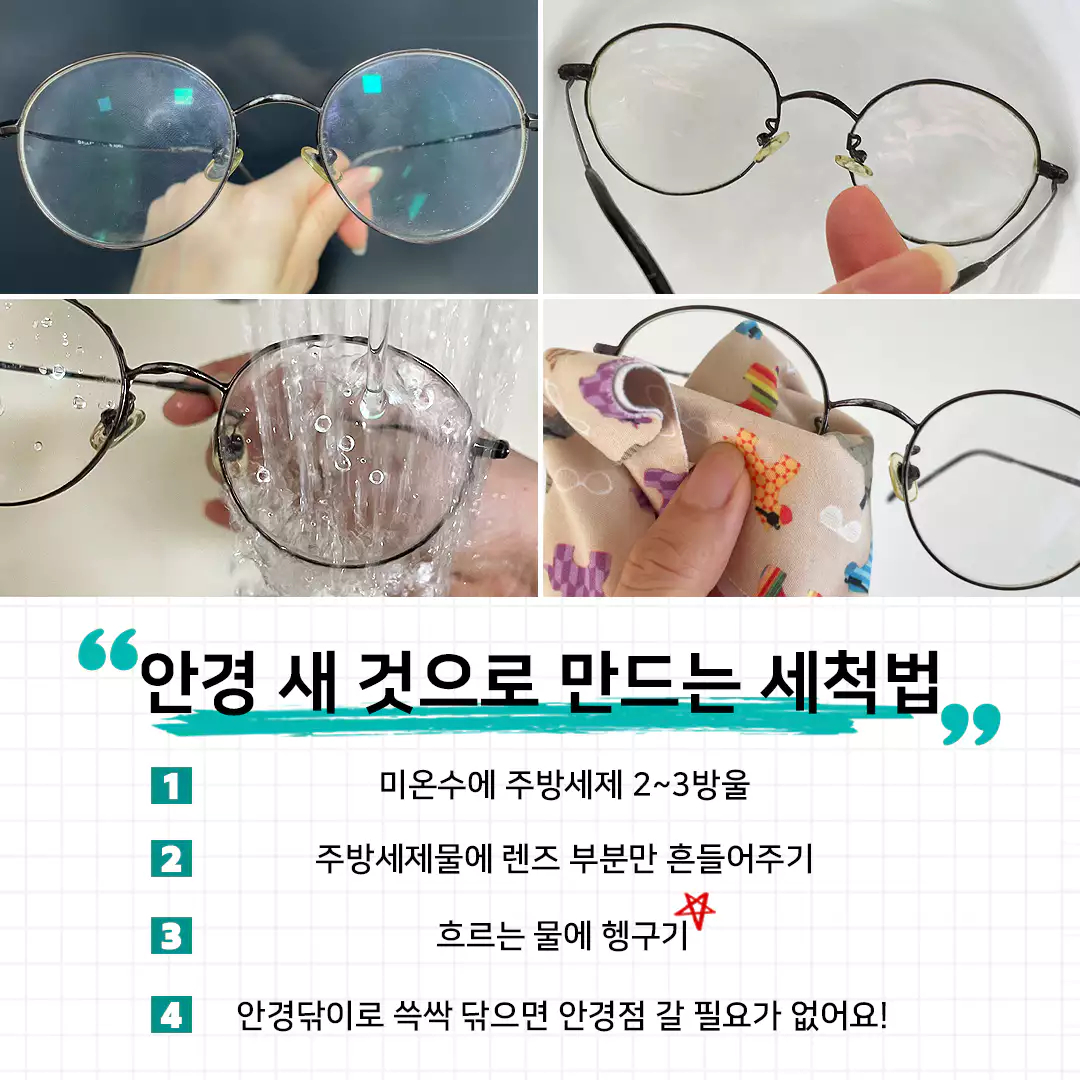 “안경 새 것으로 만드는 세척법”
1 미온수에 주방세제 2~3방울
2 주방세제물에 렌즈 부분만 흔들어주기
3 흐르는 물에 헹구기
4 안경닦이로 쓱싹 닦으면 안경점 갈 필요가 없어요!